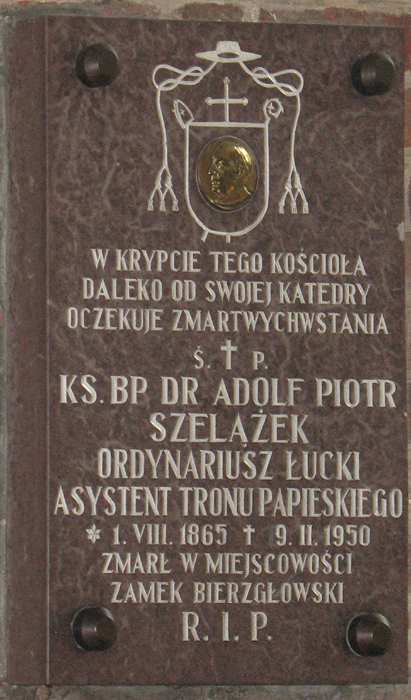 W KRYPCIE TEGO KOŚCIOŁA
DALEKO OD SWOJEJ KATEDRY
OCZEKUJE ZMARTWYCHWSTANIA
Ś. ✝ P.
KS. BP DR ADOLF PIOTR
SZELĄŻEK
ORDYNARIUSZ ŁUCKI
ASYSTENT TRONU PAPIESKIEGO
* 1. VIII. 1865 ✝ 9. II. 1950
ZMARŁ W MIEJSCOWOŚCI
ZAMEK BIERZGŁOWSKI
R. I. P.